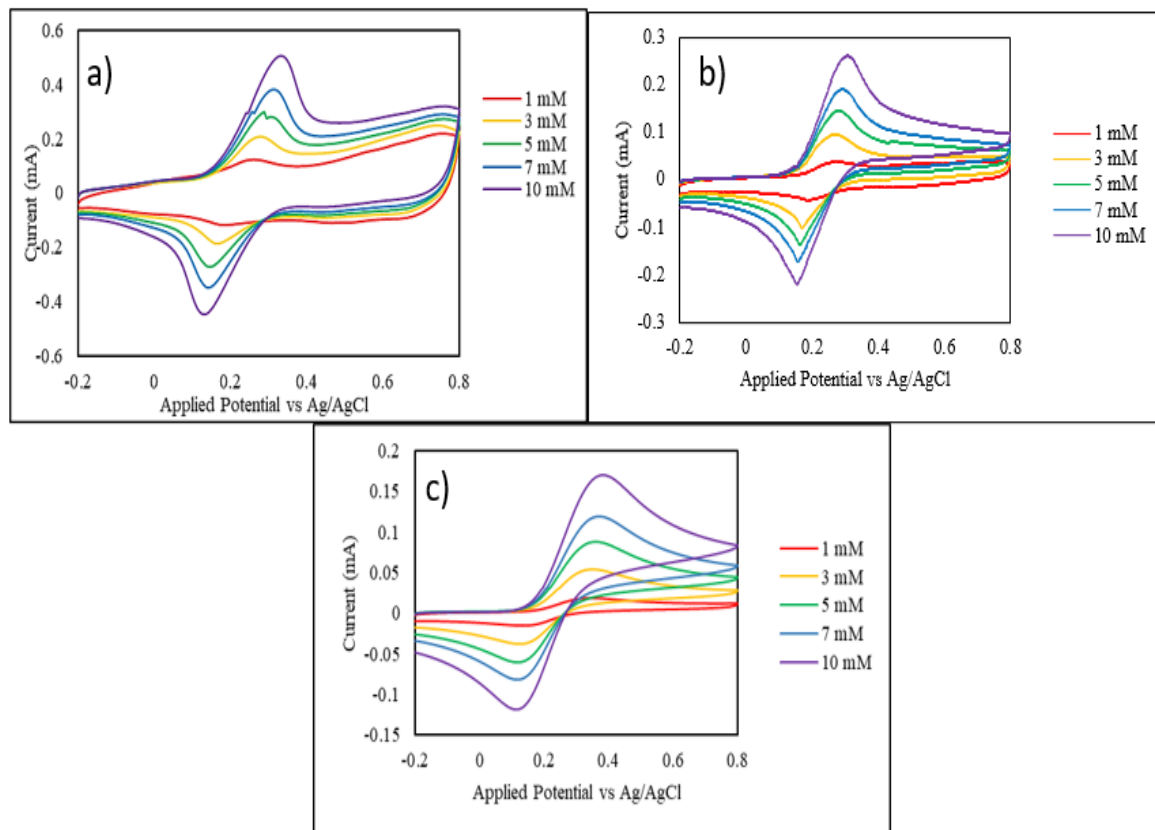 a)
0.6
0.4
0.2
0
-0.2
-0.4
-0.6
Current (mA)
-0.2 0 0.2 0.4 0.6 0.8
Applied Potential vs Ag/AgCl
1 mM
3 mM
5 mM
7 mM
10 mM
b)
0.3
0.2
0.1
0
-0.1
-0.2
-0.3
Current (mA)
-0.2 0 0.2 0.4 0.6 0.8
Applied Potential vs Ag/AgCl
1 mM
3 mM
5 mM
7 mM
10 mM
c)
0.2
0.15
0.1
0.05
0
-0.05
-0.1
-0.15
Current (mA)
-0.2 0 0.2 0.4 0.6 0.8
Applied Potential vs Ag/AgCl
1 mM
3 mM
5 mM
7 mM
10 mM